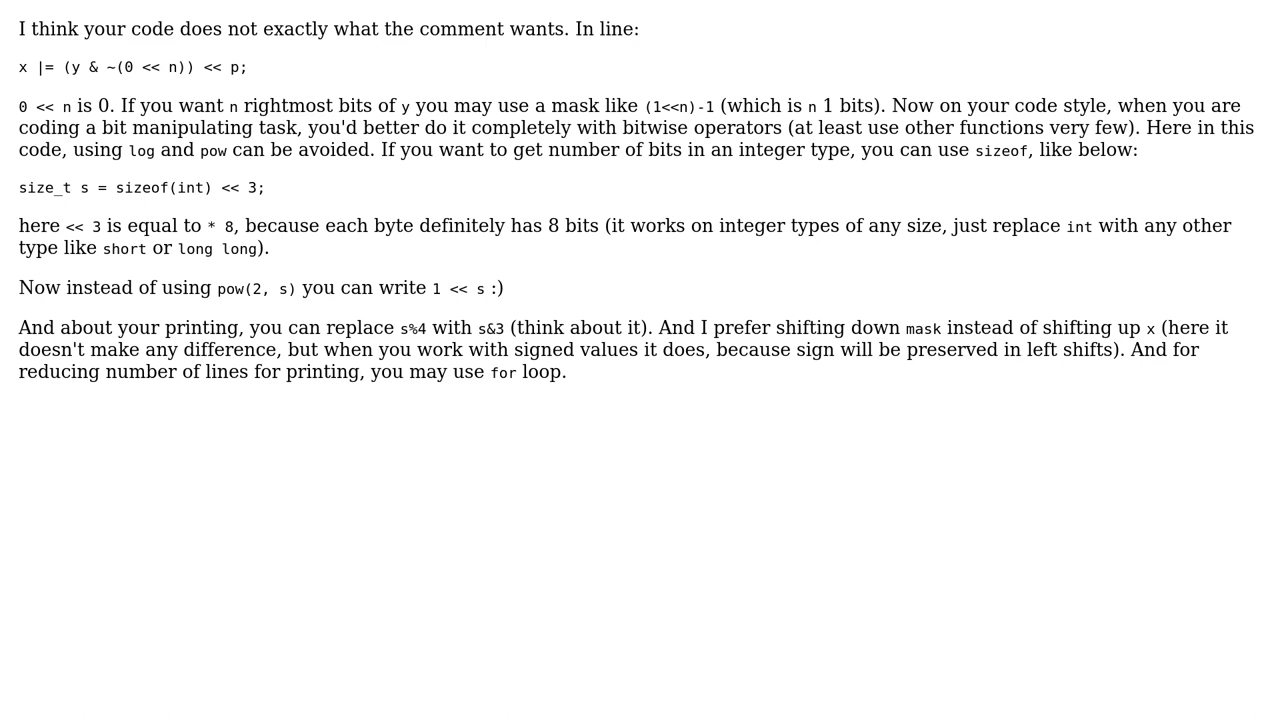 I think your code does not exactly what the comment wants. In line:
x |= (y & ~(0 << n)) << p;
0 << n is 0. If you want n rightmost bits of y you may use a mask like (1<<n)-1 (which is n 1 bits). Now on your code style, when you are
coding a bit manipulating task, you'd better do it completely with bitwise operators (at least use other functions very few). Here in this
code, using log and pow can be avoided. If you want to get number of bits in an integer type, you can use sizeof, like below:
size_t s = sizeof(int) << 3;
here << 3 is equal to * 8, because each byte definitely has 8 bits (it works on integer types of any size, just replace int with any other
type like short or long long).
Now instead of using pow(2, s) you can write 1 << s :)
And about your printing, you can replace s%4 with s&3 (think about it). And I prefer shifting down mask instead of shifting up x (here it
doesn't make any difference, but when you work with signed values it does, because sign will be preserved in left shifts). And for
reducing number of lines for printing, you may use for loop.